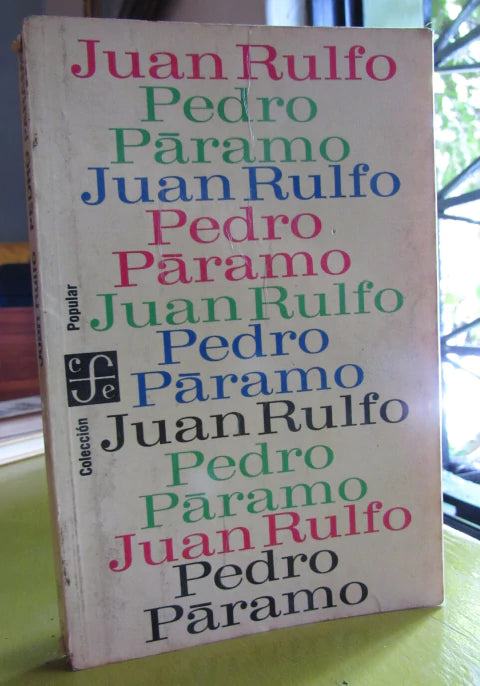 Juan Rulfo
Pedro
Pāramo
Juan Rulfo
Pedro
Pāramo
Juan Rulfo
Pedro
Pāramo
Juan Rulfo
Pedro
Pāramo
Juan Rulfo
Pedro
Pāramo
Colección
cfe
Popular